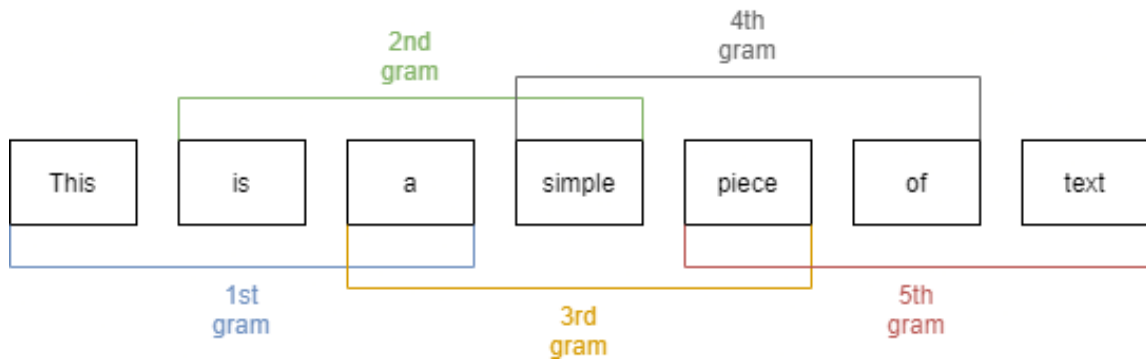 2nd
gram
4th
gram
This is a simple piece of text
1st
gram
3rd
gram
5th
gram